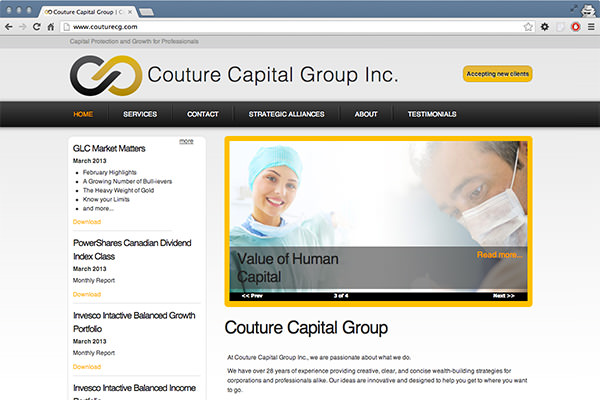 Couture Capital Group | C
www.couturecg.com
Capital Protection and Growth for Professionals
Couture Capital Group Inc.
Accepting new clients
HOME SERVICES CONTACT STRATEGIC ALLIANCES ABOUT TESTIMONIALS
more
GLC Market Matters
March 2013
February Highlights
A Growing Number of Bull-ievers
The Heavy Weight of Gold
Know your Limits
and more...
Download
PowerShares Canadian Dividend
Index Class
March 2013
Monthly Report
Download
Invesco Intactive Balanced Growth
Portfolio
March 2013
Monthly Report
Download
Invesco Intactive Balanced Income
Portfolio
Value of Human
Capital
Read more...
<< Prev 3 of 4 Next >>
Couture Capital Group
At Couture Capital Group Inc., we are passionate about what we do.
We have over 28 years of experience providing creative, clear, and concise wealth-building strategies for
corporations and professionals alike. Our ideas are innovative and designed to help you get to where you want
to go.